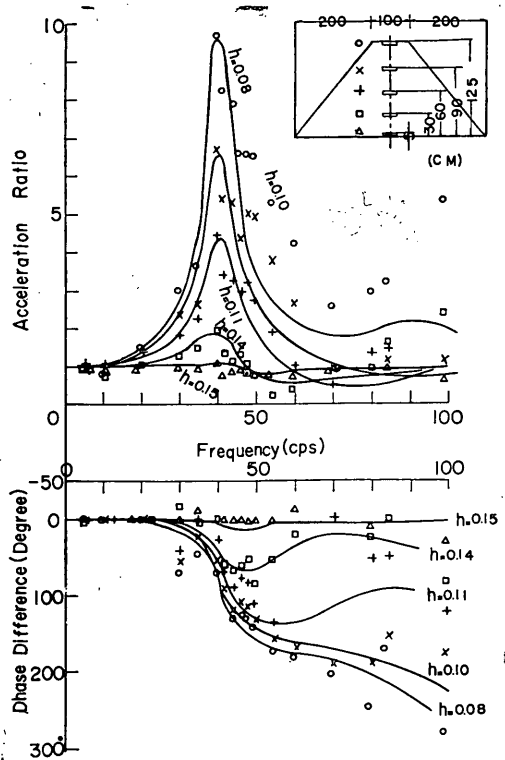 10
5
0
50
100
Acceleration Ratio
h=0.08
h=0.10
h=0.11
h=0.14
h=0.15
200 100 200
30
60
90
125
(CM)
Frequency (cps)
0
50
100
-50
0
100
200
300
Dhase Difference (Degree)
h=0.15
h=0.14
h=0.11
h=0.10
h=0.08